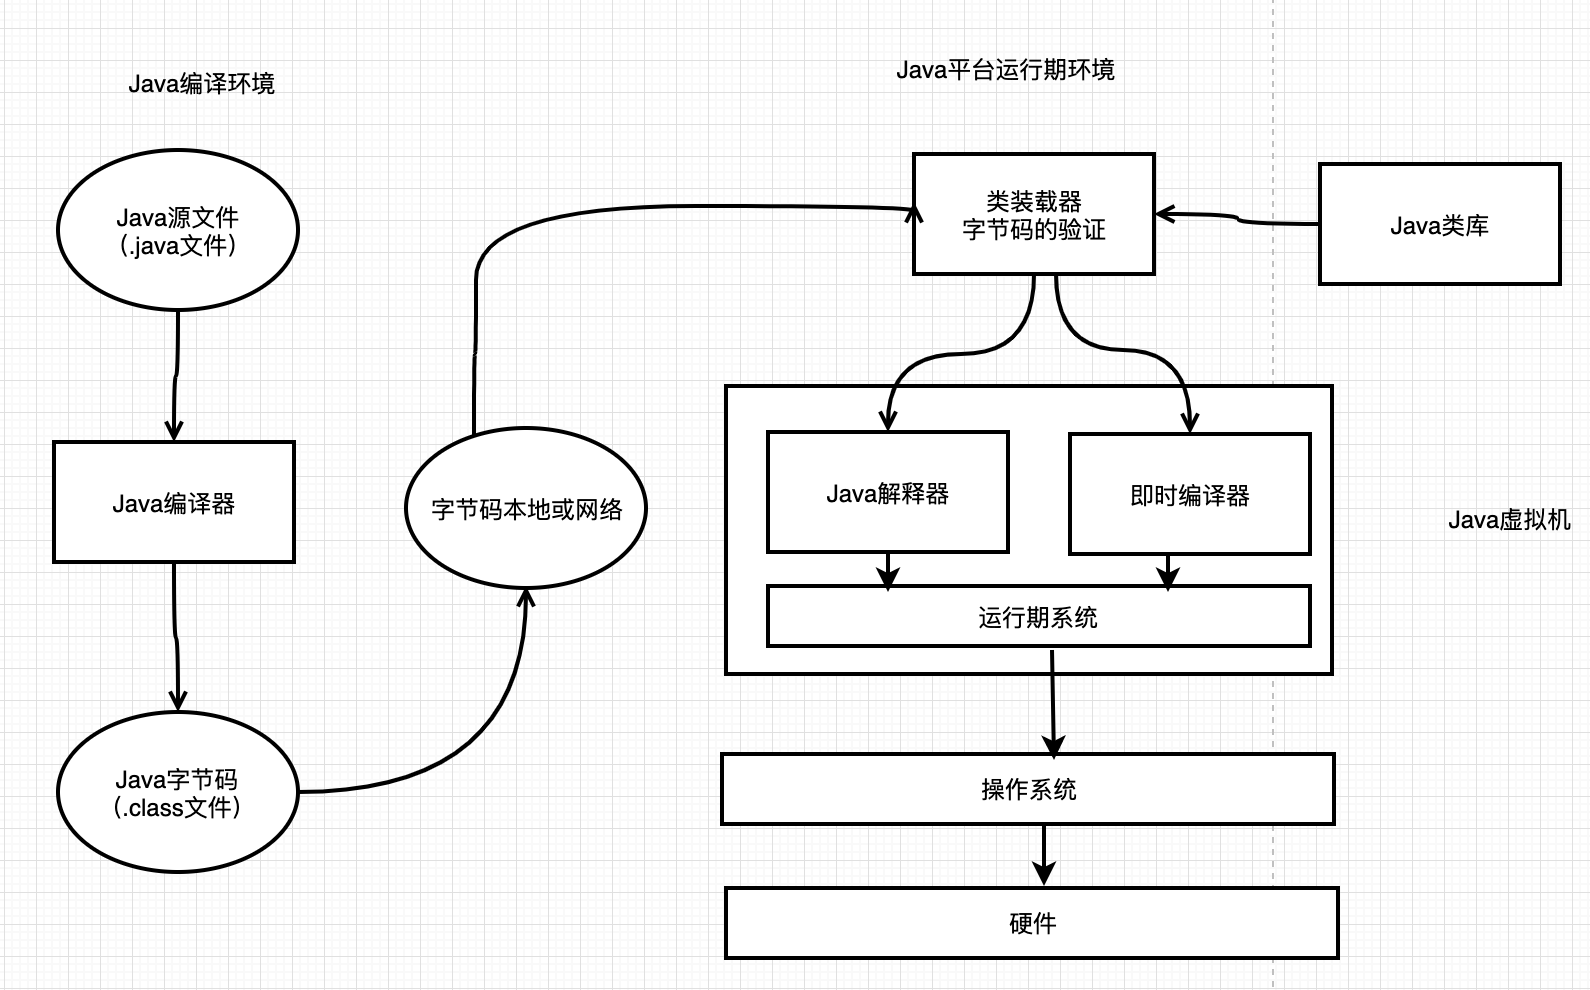 Java编译环境
Java平台运行期环境
Java源文件
（.java文件）
类装载器
字节码的验证
Java类库
Java编译器
字节码本地或网络
Java解释器
即时编译器
Java虚拟机
运行期系统
Java字节码
（.class文件）
操作系统
硬件